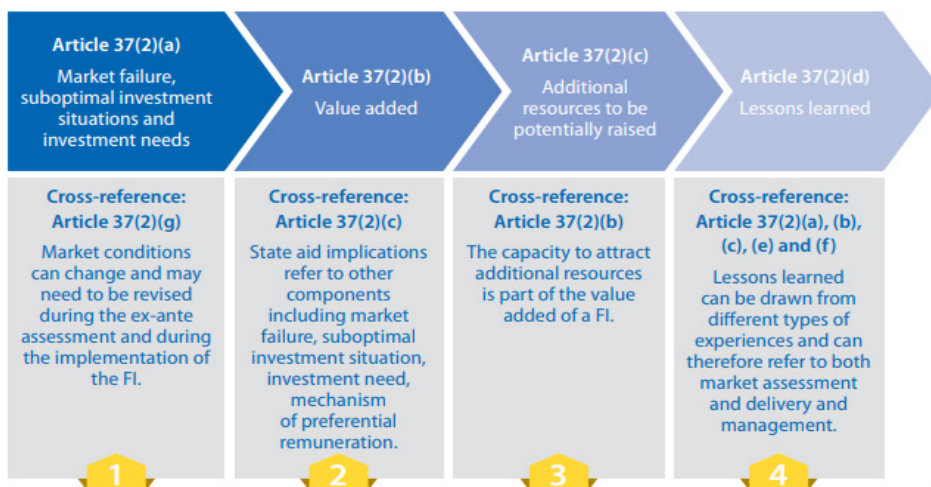 Article 37(2)(a)
Market failure,
suboptimal investment
situations and
investment needs
Article 37(2)(b)
Value added
Article 37(2)(c)
Additional
resources to be
potentially raised
Article 37(2)(d)
Lessons learned
Cross-reference:
Article 37(2)(g)
Market conditions
can change and may
need to be revised
during the ex-ante
assessment and during
the implementation of
the FI.
Cross-reference:
Article 37(2)(c)
State aid implications
refer to other
components
including market
failure, suboptimal
investment situation,
investment need,
mechanism
of preferential
remuneration.
Cross-reference:
Article 37(2)(b)
The capacity to attract
additional resources
is part of the value
added of a FI.
Cross-reference:
Article 37(2)(a), (b),
(c), (e) and (f)
Lessons learned
can be drawn from
different types of
experiences and can
therefore refer to both
market assessment
and delivery and
management.
1
2
3
4